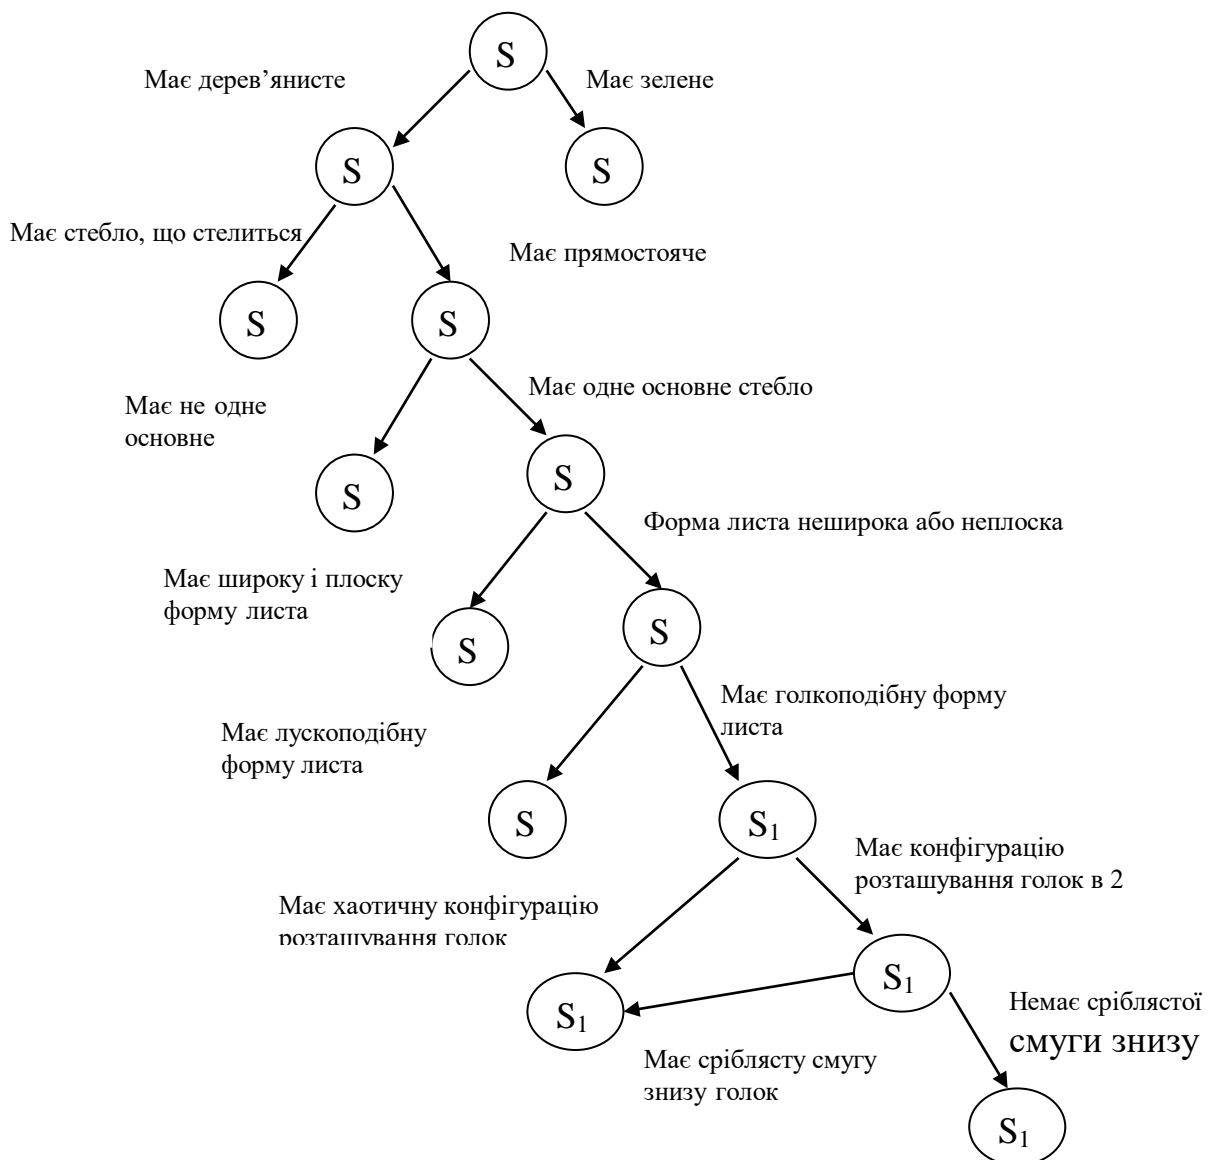 S
Має дерев’янисте
Має зелене
S
S
Має стебло, що стелиться
Має прямостояче
S
S
Має одне основне стебло
Має не одне
основне
S
S
Форма листа неширока або неплоска
Має широку і плоску
форму листа
S
S
Має голкоподібну форму
листа
Має лускоподібну
форму листа
S
S1
Має конфігурацію
розташування голок в 2
Має хаотичну конфігурацію
розташування голок
S1
S1
Немає сріблястої
смуги знизу
Має сріблясту смугу
знизу голок
S1